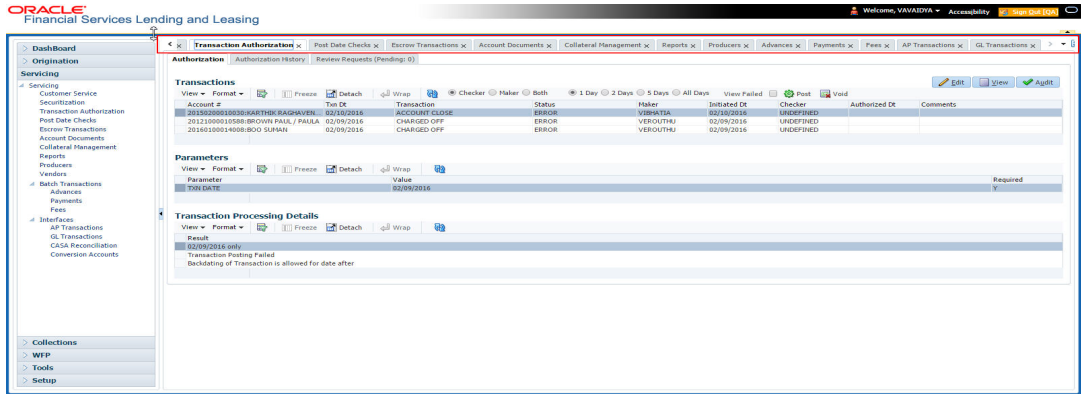 ORACLE®
Financial Services Lending and Leasing
Welcome, VAVAIDYA Accessibility Sign Out [QA]
Transaction Authorization x Post Date Checks x Escrow Transactions x Account Documents x Collateral Management x Reports x Producers x Advances x Payments x Fees x AP Transactions x GL Transactions x
DashBoard
Origination
Servicing
Servicing
Customer Service
Securitization
Transaction Authorization
Post Date Checks
Escrow Transactions
Account Documents
Collateral Management
Reports
Producers
Vendors
Batch Transactions
Advances
Payments
Fees
Interfaces
AP Transactions
GL Transactions
CASA Reconciliation
Conversion Accounts
Collections
WFP
Tools
Setup
Authorization Authorization History Review Requests (Pending: 0)
Transactions
Edit View Audit
View Format Freeze Detach Wrap Checker Maker Both 1 Day 2 Days 5 Days All Days View Failed Post Void
Account # Txn Dt Transaction Status Maker Initiated Dt Checker Authorized Dt Comments
20150200010030:KARTHIK RAGHAVEN... 02/10/2016 ACCOUNT CLOSE ERROR VIBHATIA 02/10/2016 UNDEFINED
20121000010588:BROWN PAUL / PAULA 02/09/2016 CHARGED OFF ERROR VEROUTHU 02/09/2016 UNDEFINED
20160100014008:BOO SUMAN 02/09/2016 CHARGED OFF ERROR VEROUTHU 02/09/2016 UNDEFINED
Parameters
View Format Freeze Detach Wrap
Parameter Value Required
TXN DATE 02/09/2016 Y
Transaction Processing Details
View Format Freeze Detach Wrap
Result
02/09/2016 only
Transaction Posting Failed
Backdating of Transaction is allowed for date after